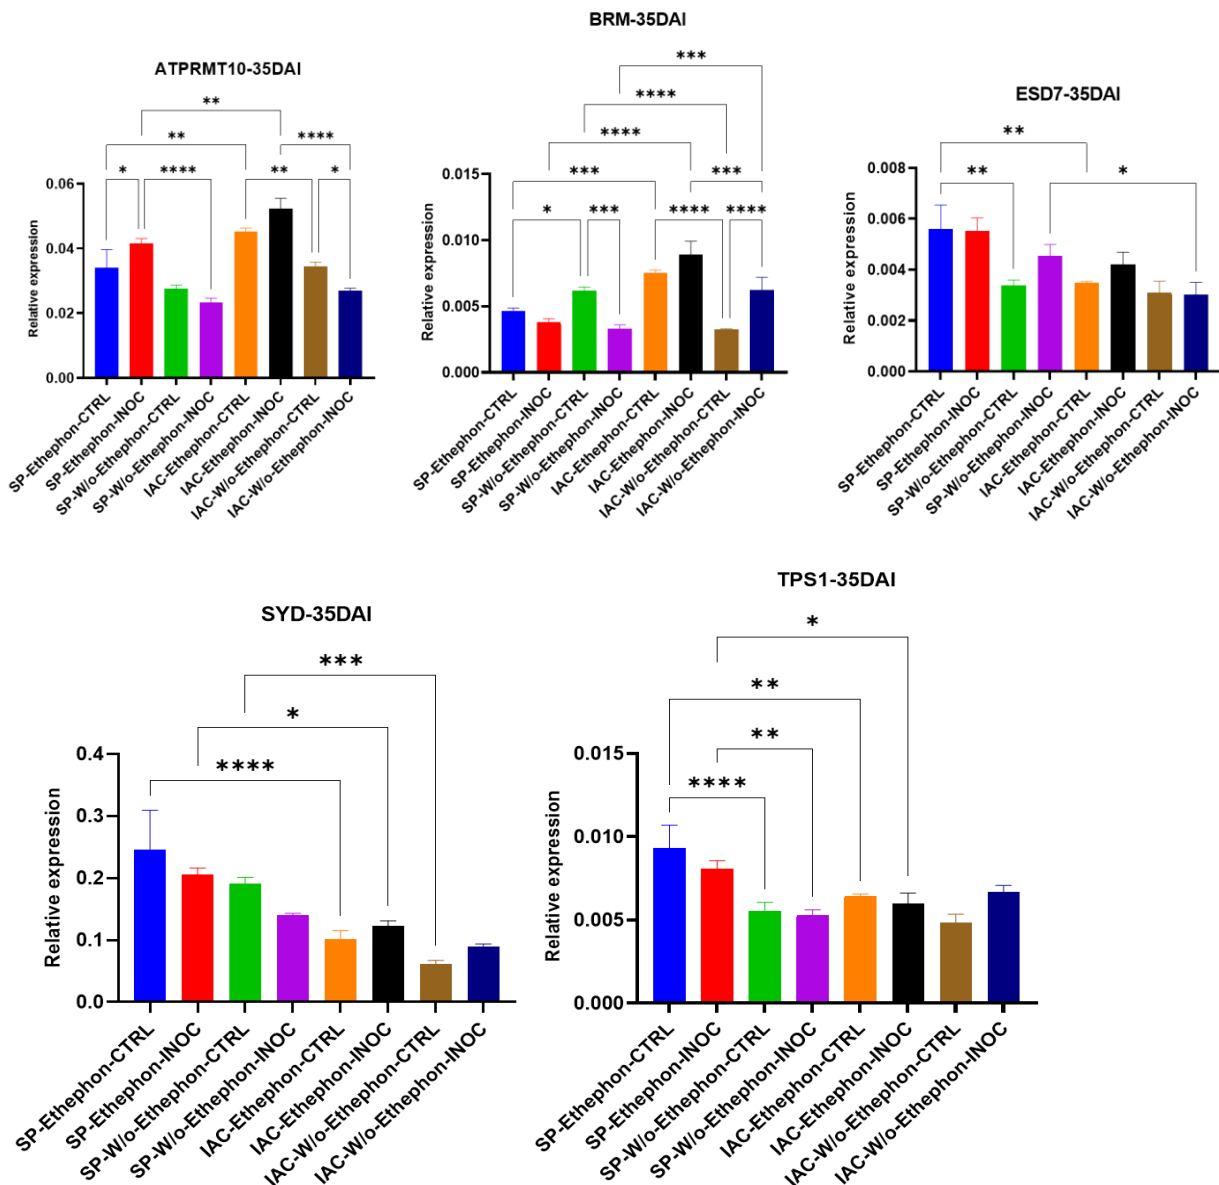 ATPRMT10-35DAI
**
**
****
*
****
**
*
Relative expression
0.06
0.04
0.02
0.00
SP-Ethephon-CTRL
SP-Ethephon-INOC
SP-W/o-Ethephon-CTRL
SP-W/o-Ethephon-INOC
IAC-Ethephon-CTRL
IAC-Ethephon-INOC
IAC-W/o-Ethephon-CTRL
IAC-W/o-Ethephon-INOC
BRM-35DAI
***
****
****
***
***
*
***
****
****
Relative expression
0.015
0.010
0.005
0.000
SP-Ethephon-CTRL
SP-Ethephon-INOC
SP-W/o-Ethephon-CTRL
SP-W/o-Ethephon-INOC
IAC-Ethephon-CTRL
IAC-Ethephon-INOC
IAC-W/o-Ethephon-CTRL
IAC-W/o-Ethephon-INOC
ESD7-35DAI
**
**
*
Relative expression
0.008
0.006
0.004
0.002
0.000
SP-Ethephon-CTRL
SP-Ethephon-INOC
SP-W/o-Ethephon-CTRL
SP-W/o-Ethephon-INOC
IAC-Ethephon-CTRL
IAC-Ethephon-INOC
IAC-W/o-Ethephon-CTRL
IAC-W/o-Ethephon-INOC
SYD-35DAI
***
*
****
Relative expression
0.4
0.3
0.2
0.1
0.0
SP-Ethephon-CTRL
SP-Ethephon-INOC
SP-W/o-Ethephon-CTRL
SP-W/o-Ethephon-INOC
IAC-Ethephon-CTRL
IAC-Ethephon-INOC
IAC-W/o-Ethephon-CTRL
IAC-W/o-Ethephon-INOC
TPS1-35DAI
*
**
**
****
Relative expression
0.015
0.010
0.005
0.000
SP-Ethephon-CTRL
SP-Ethephon-INOC
SP-W/o-Ethephon-CTRL
SP-W/o-Ethephon-INOC
IAC-Ethephon-CTRL
IAC-Ethephon-INOC
IAC-W/o-Ethephon-CTRL
IAC-W/o-Ethephon-INOC